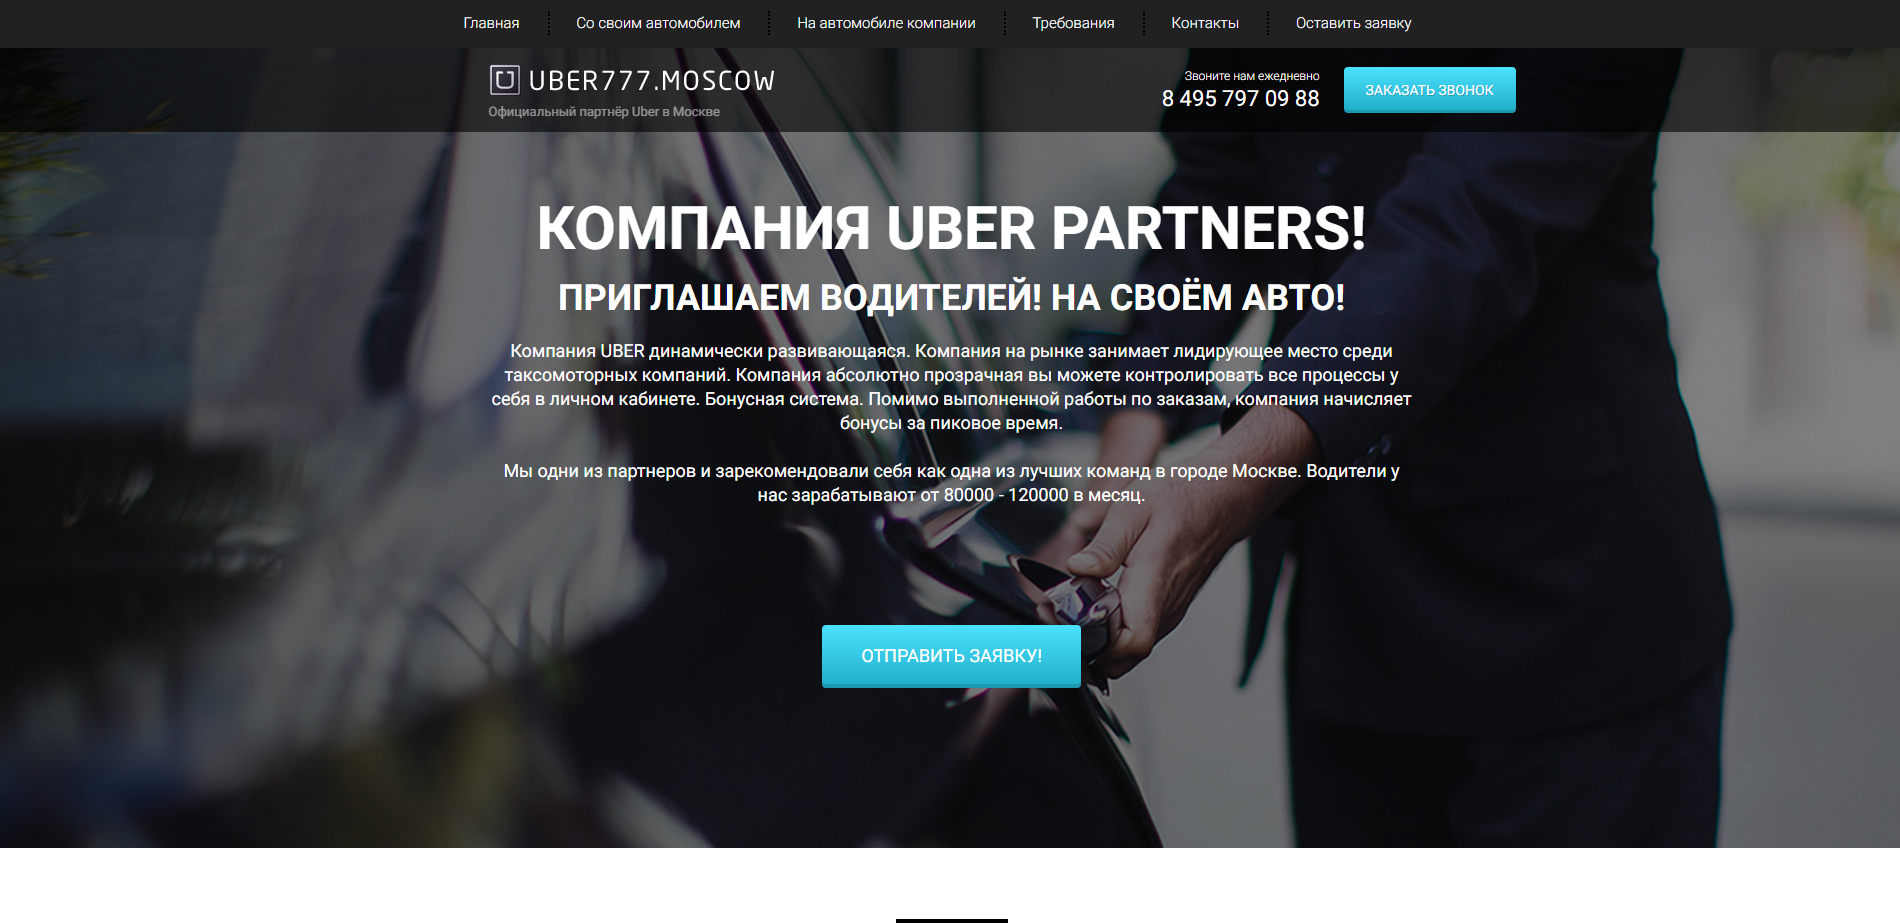 Главная
Со своим автомобилем
На автомобиле компании
Требования
Контакты
Оставить заявку
UBER777.MOSCOW
Официальный партнёр Uber в Москве
Звоните нам ежедневно
8 495 797 09 88
ЗАКАЗАТЬ ЗВОНОК
КОМПАНИЯ UBER PARTNERS!
ПРИГЛАШАЕМ ВОДИТЕЛЕЙ! НА СВОЁМ АВТО!
Компания UBER динамически развивающаяся. Компания на рынке занимает лидирующее место среди
таксомоторных компаний. Компания абсолютно прозрачная вы можете контролировать все процессы у
себя в личном кабинете. Бонусная система. Помимо выполненной работы по заказам, компания начисляет
бонусы за пиковое время.
Мы одни из партнеров и зарекомендовали себя как одна из лучших команд в городе Москве. Водители у
нас зарабатывают от 80000 - 120000 в месяц.
ОТПРАВИТЬ ЗАЯВКУ!